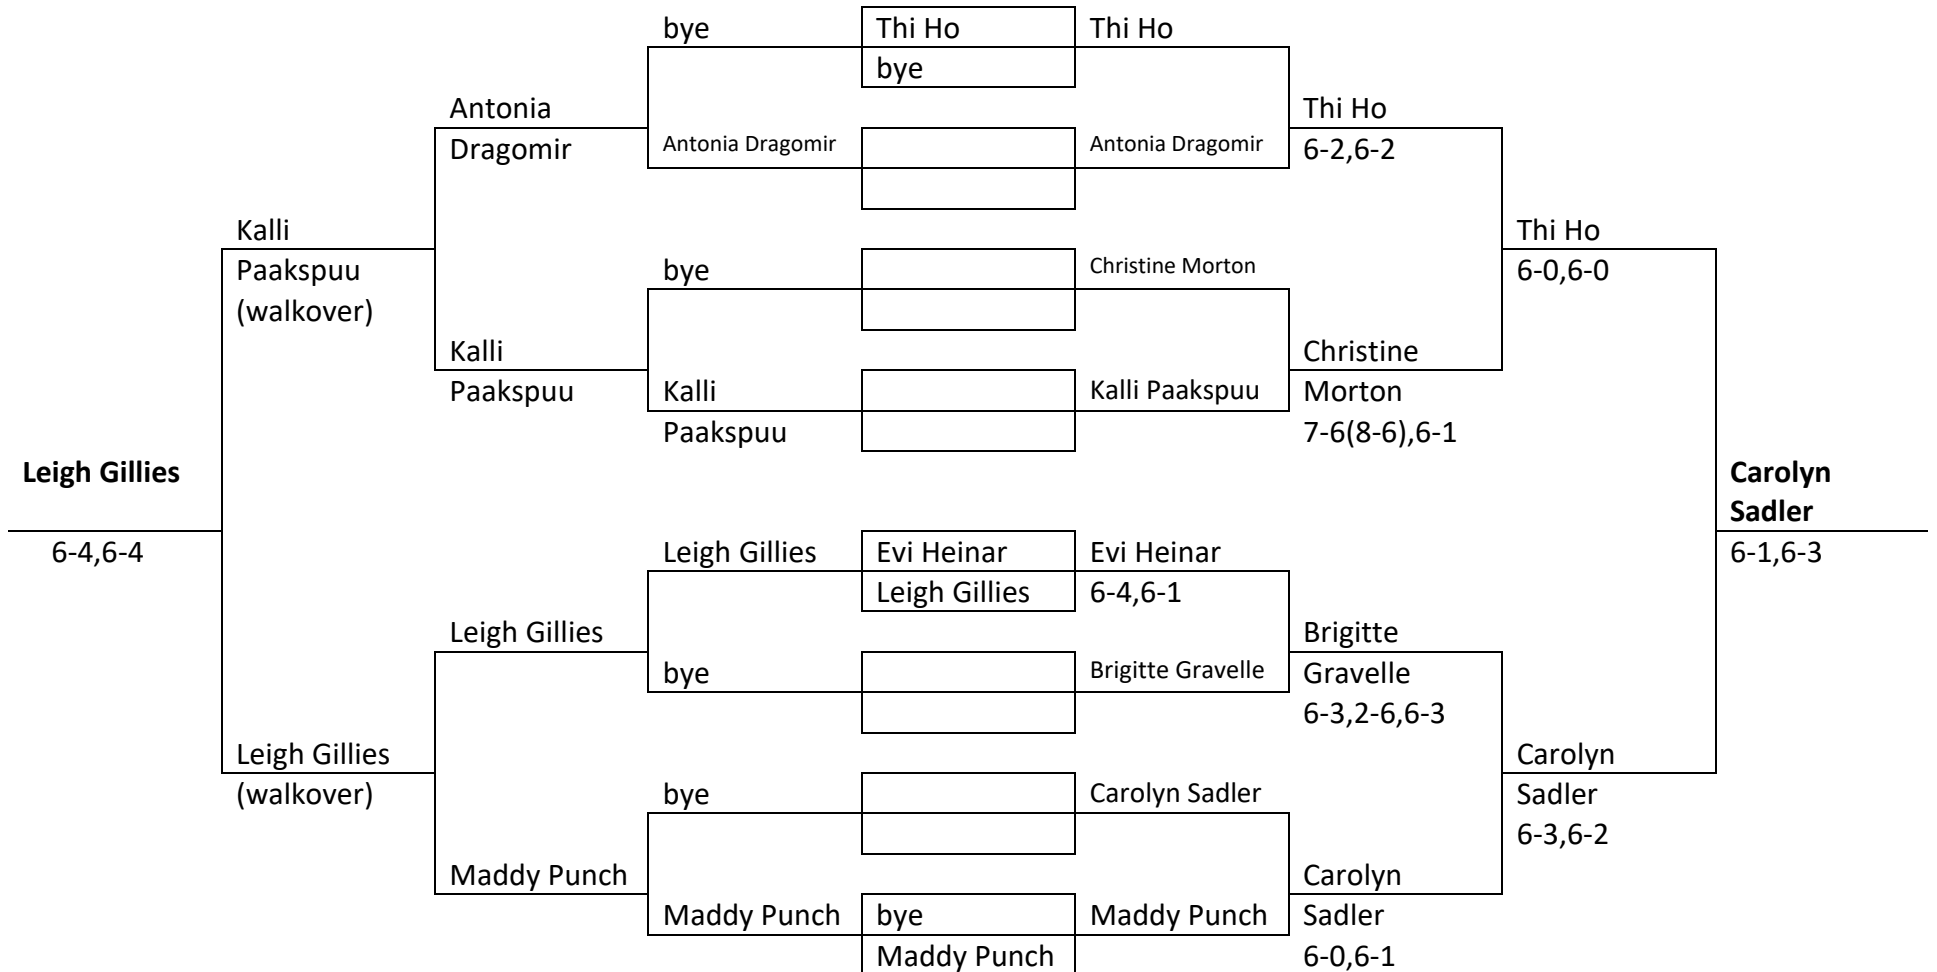 bye
Thi Ho
Thi Ho
bye
Antonia
Thi Ho
Dragomir
Antonia Dragomir
Antonia Dragomir
6-2,6-2
Kalli
Thi Ho
Paakspuu
bye
Christine Morton
6-0,6-0
(walkover)
Kalli
Christine
Paakspuu
Kalli
Kalli Paakspuu
Morton
Paakspuu
7-6(8-6),6-1
Leigh Gillies
Carolyn
Sadler
6-4,6-4
Leigh Gillies
Evi Heinar
Evi Heinar
6-1,6-3
Leigh Gillies
6-4,6-1
Leigh Gillies
Brigitte
bye
Brigitte Gravelle
Gravelle
6-3,2-6,6-3
Leigh Gillies
Carolyn
(walkover)
bye
Carolyn Sadler
Sadler
6-3,6-2
Maddy Punch
Carolyn
Maddy Punch
bye
Maddy Punch
Sadler
Maddy Punch
6-0,6-1